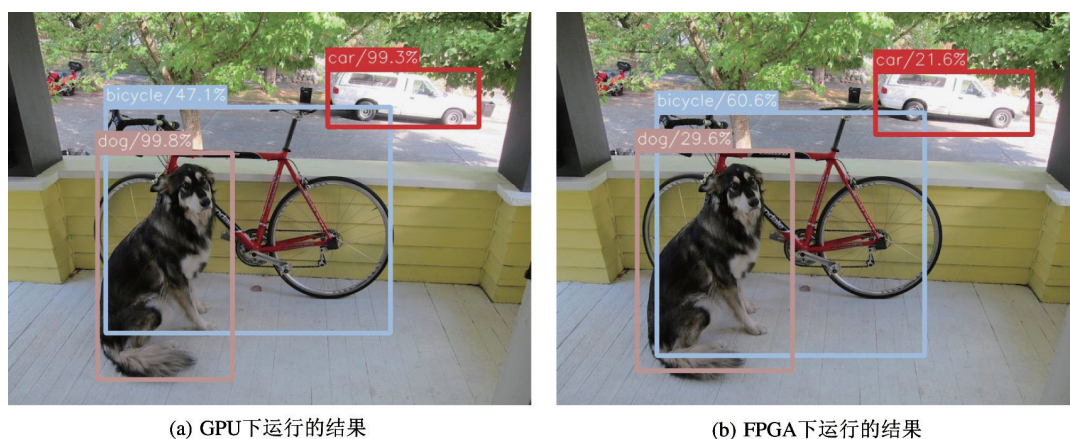 car/99.3%
bicycle/47.1%
dog/99.8%
(a) GPU下运行的结果
car/21.6%
bicycle/60.6%
dog/29.6%
(b) FPGA下运行的结果